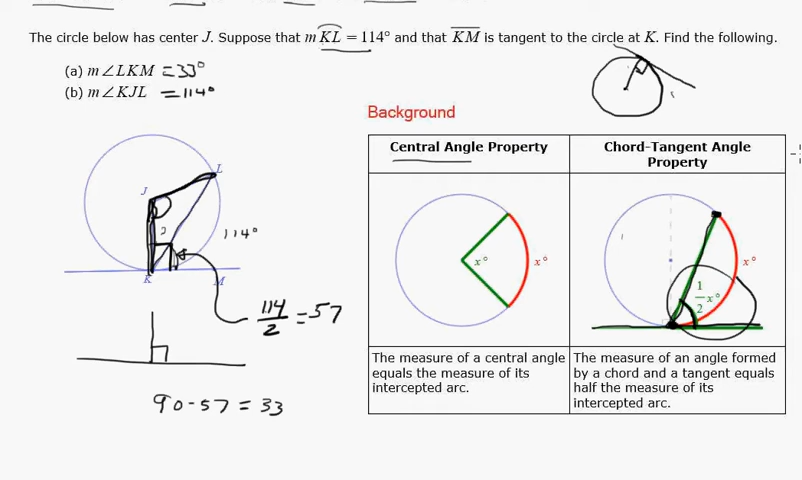 The circle below has center J. Suppose that m KL = 114° and that KM is tangent to the circle at K. Find the following.
(a) m∠LKM = 33°
(b) m∠KJL = 114°
Background
Central Angle Property
Chord-Tangent Angle Property
J
L
114°
K
M
x°
x°
x°
1/2 x°
114/2 = 57
90-57 = 33
The measure of a central angle equals the measure of its intercepted arc.
The measure of an angle formed by a chord and a tangent equals half the measure of its intercepted arc.